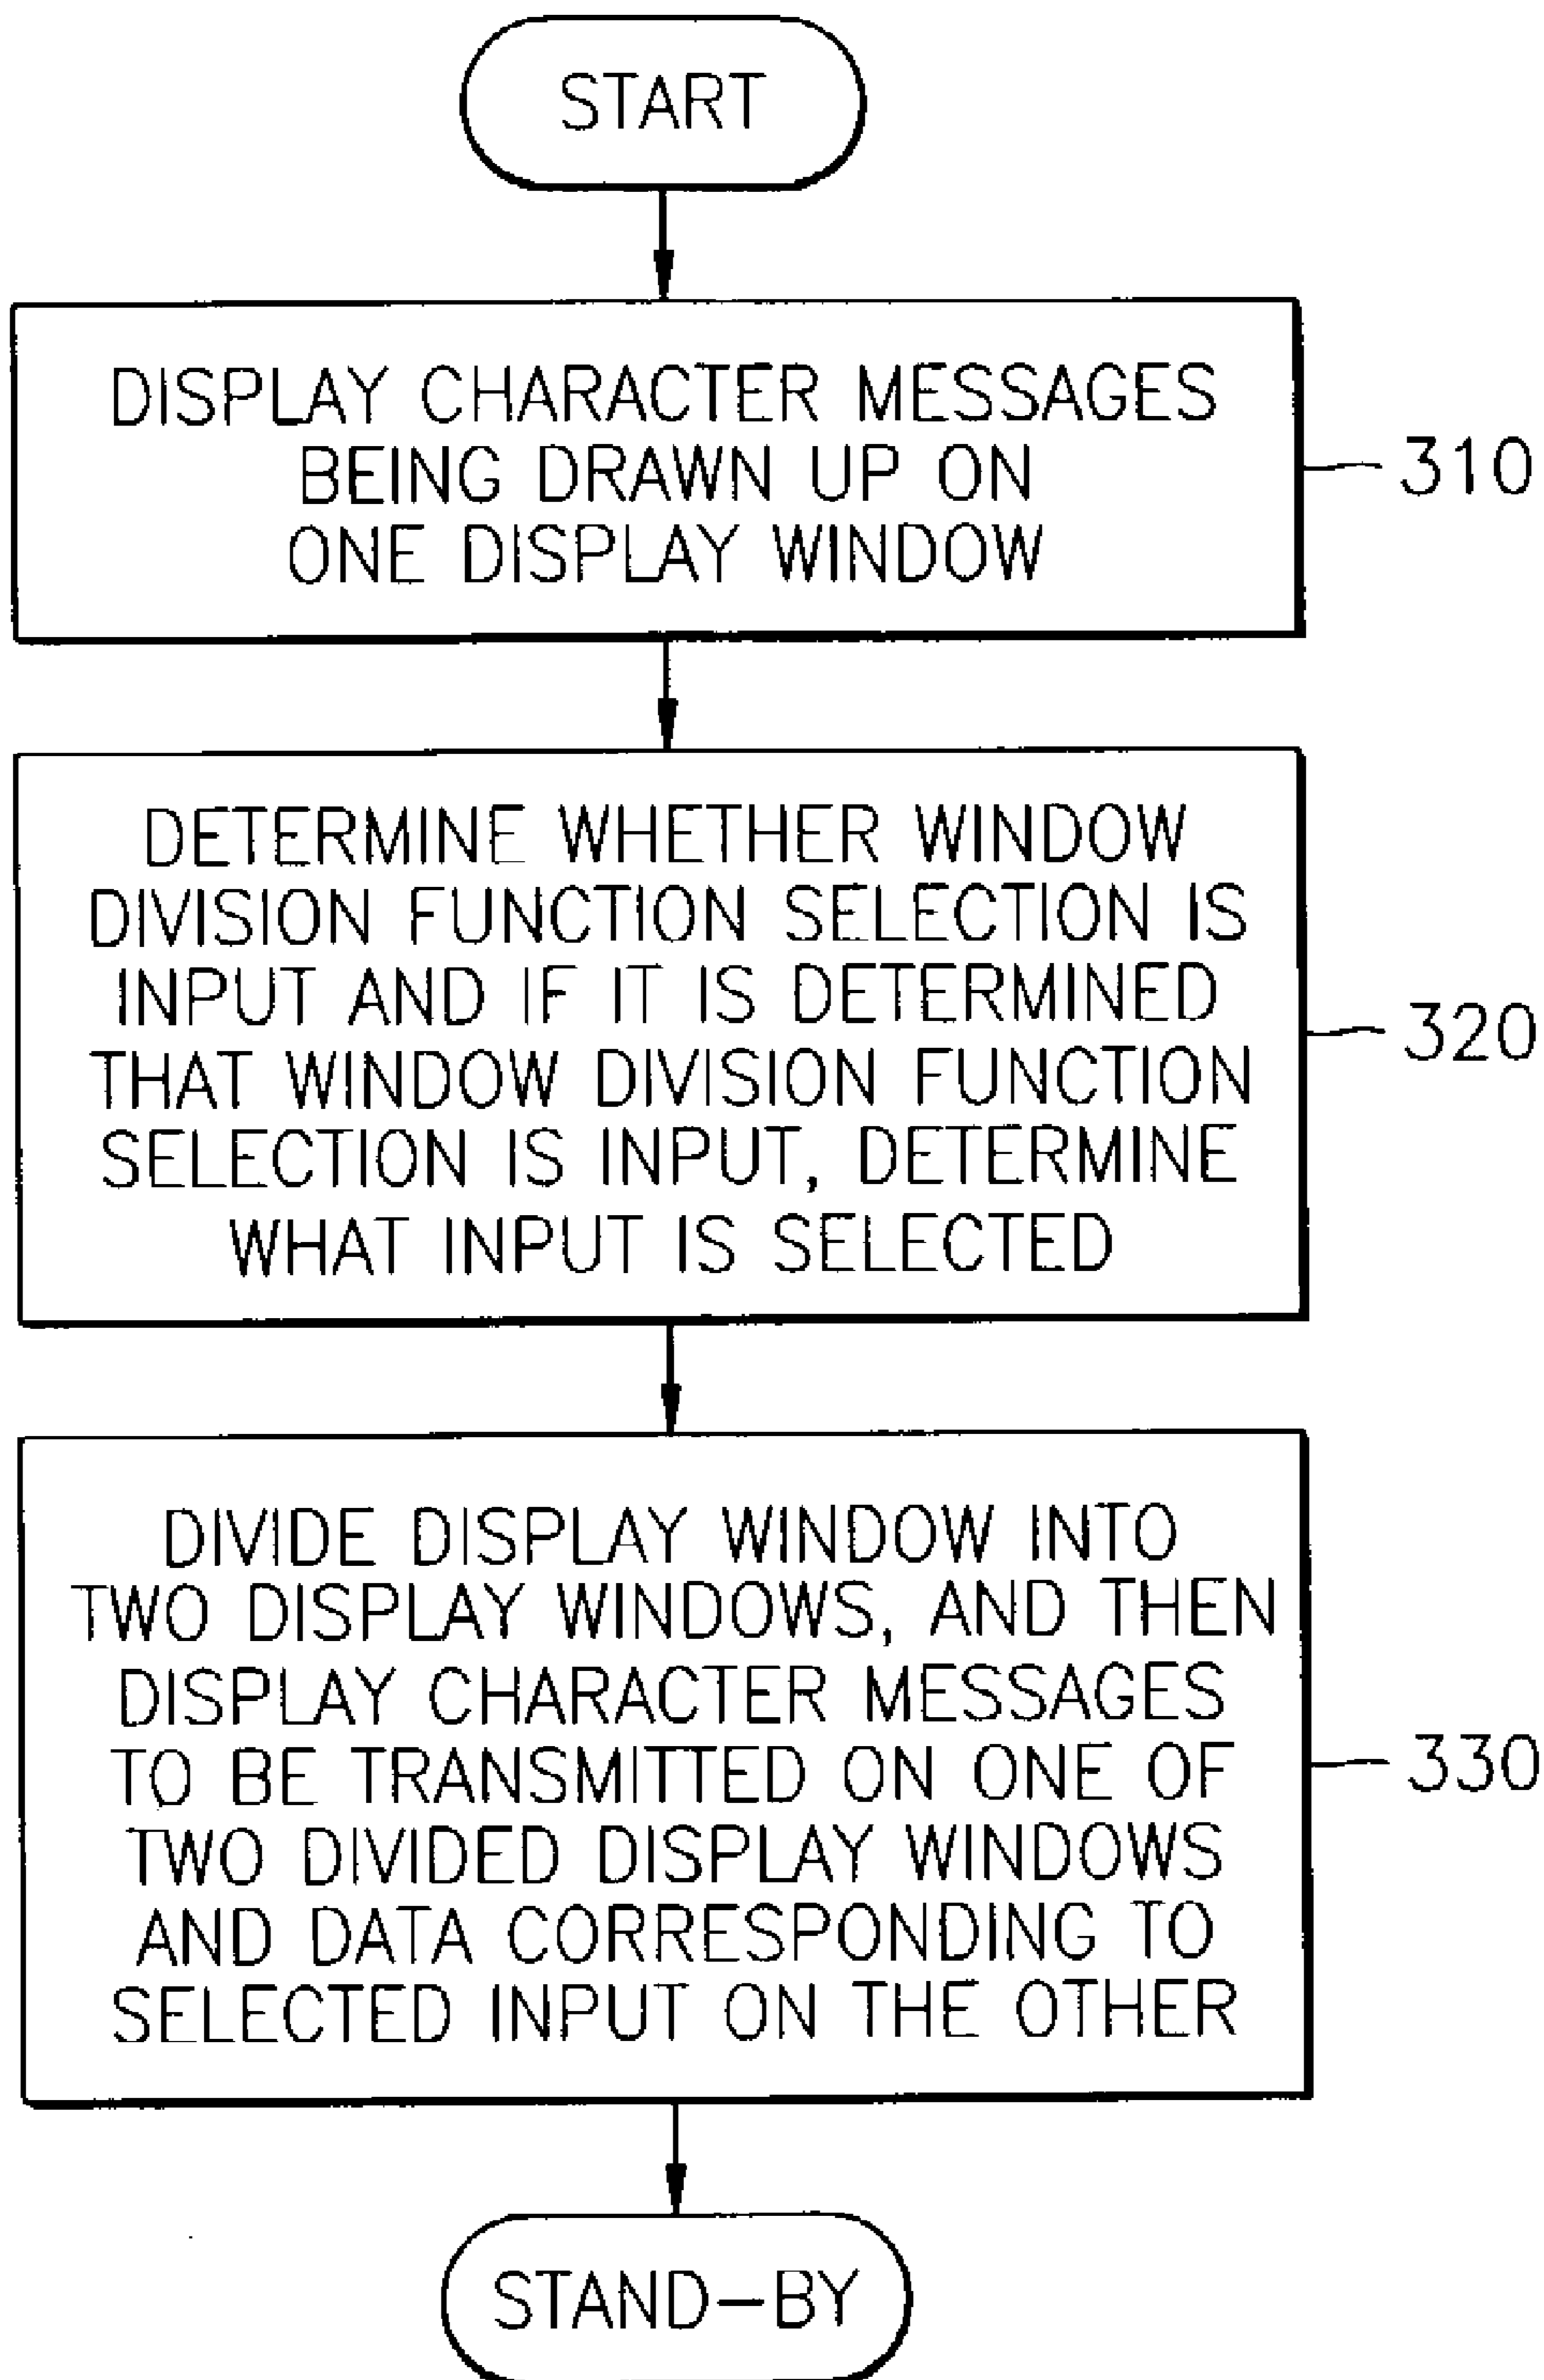 START
DISPLAY CHARACTER MESSAGES
BEING DRAWN UP ON
ONE DISPLAY WINDOW
310
DETERMINE WHETHER WINDOW
DIVISION FUNCTION SELECTION IS
INPUT AND IF IT IS DETERMINED
THAT WINDOW DIVISION FUNCTION
SELECTION IS INPUT, DETERMINE
WHAT INPUT IS SELECTED
320
DIVIDE DISPLAY WINDOW INTO
TWO DISPLAY WINDOWS, AND THEN
DISPLAY CHARACTER MESSAGES
TO BE TRANSMITTED ON ONE OF
TWO DIVIDED DISPLAY WINDOWS
AND DATA CORRESPONDING TO
SELECTED INPUT ON THE OTHER
330
STAND-BY